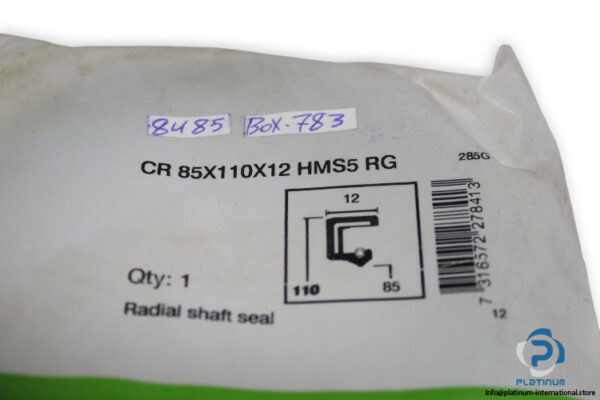 8485 BOX-783
CR 85X110X12 HMS5 RG
285G
12
110
85
Qty: 1
Radial shaft seal
7 316572 278413
12
PLATINUM
info@platinum-international.store